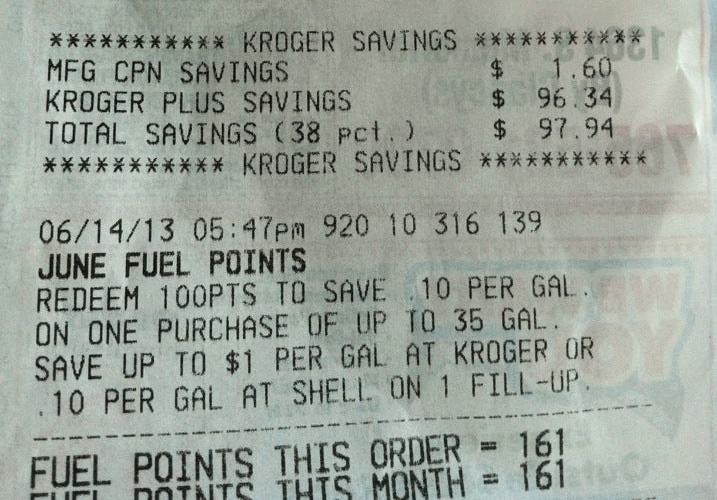 *********** KROGER SAVINGS ***********
MFG CPN SAVINGS $ 1.60
KROGER PLUS SAVINGS $ 96.34
TOTAL SAVINGS (38 pct.) $ 97.94
*********** KROGER SAVINGS ***********
06/14/13 05:47pm 920 10 316 139
JUNE FUEL POINTS
REDEEM 100PTS TO SAVE .10 PER GAL.
ON ONE PURCHASE OF UP TO 35 GAL.
SAVE UP TO $1 PER GAL AT KROGER OR
.10 PER GAL AT SHELL ON 1 FILL-UP.
FUEL POINTS THIS ORDER = 161
FUEL POINTS THIS MONTH = 161